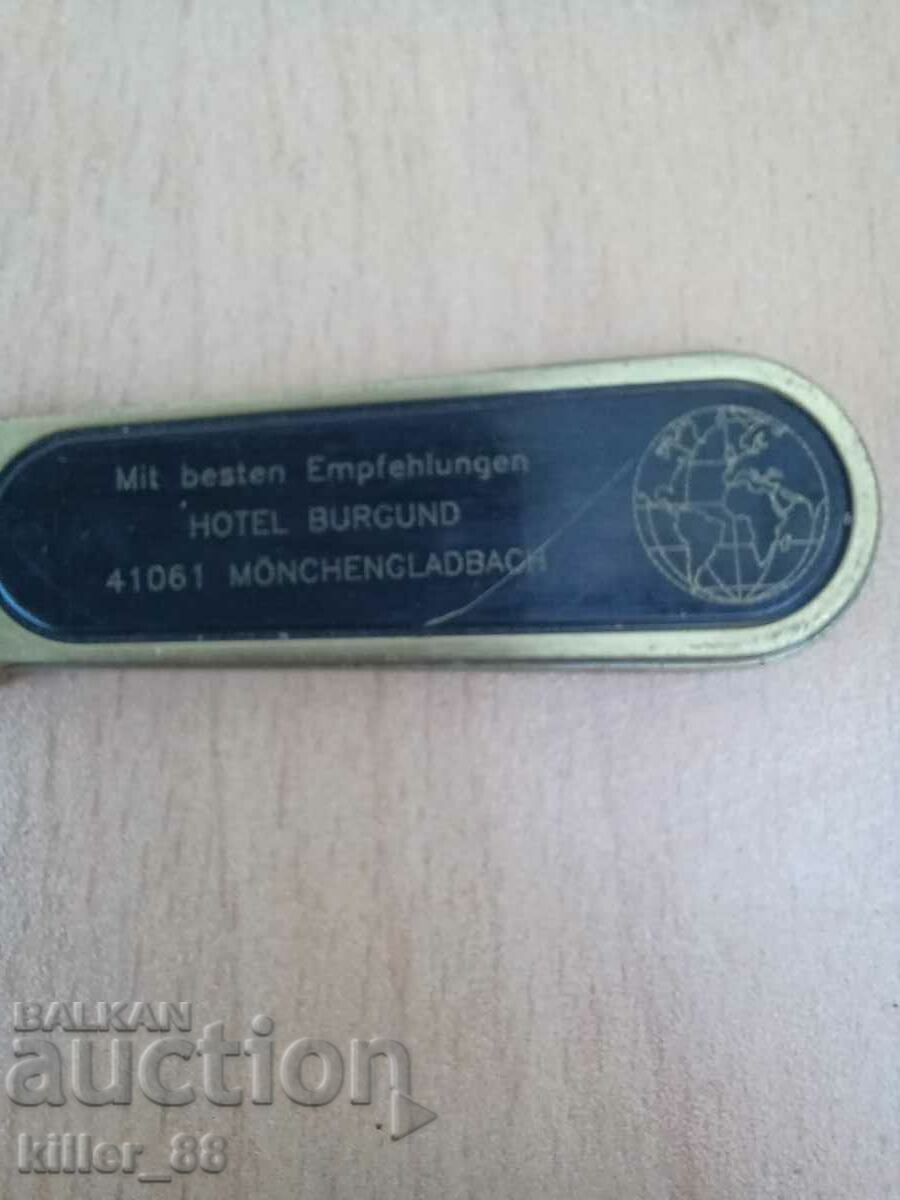 Mit besten Empfehlungen
HOTEL BURGUND
41061 MÖNCHENGLADBACH
BALKAN
auction
killer_88